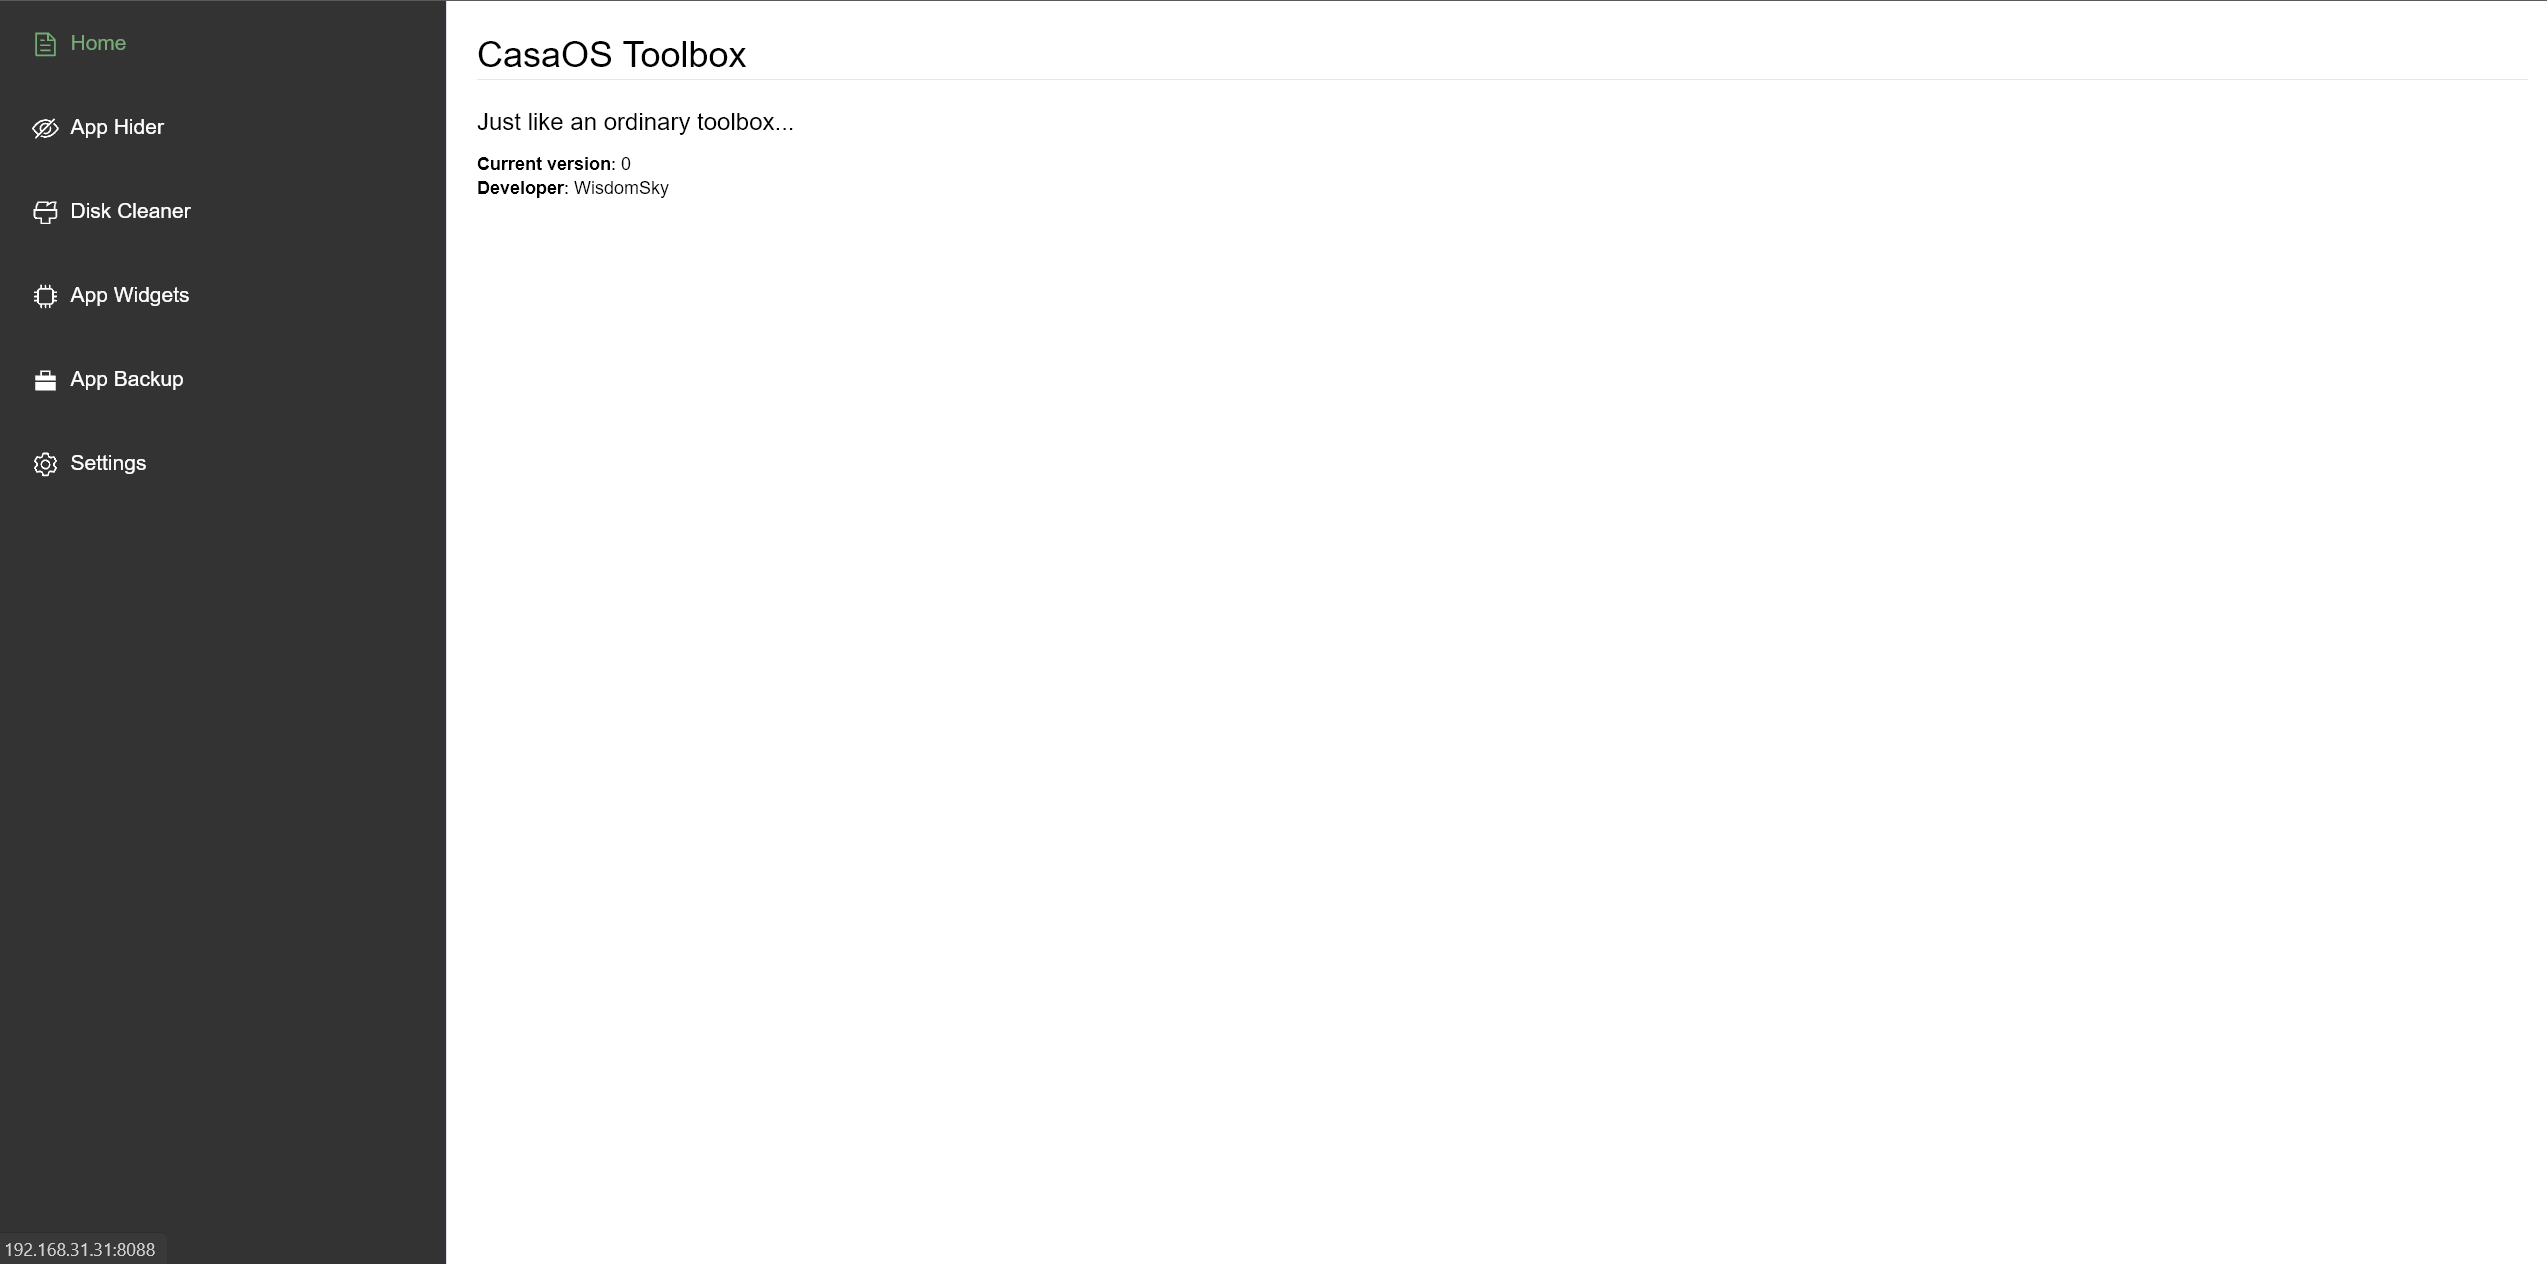 Home
App Hider
Disk Cleaner
App Widgets
App Backup
Settings
CasaOS Toolbox
Just like an ordinary toolbox...
Current version: 0
Developer: WisdomSky
192.168.31.31:8088